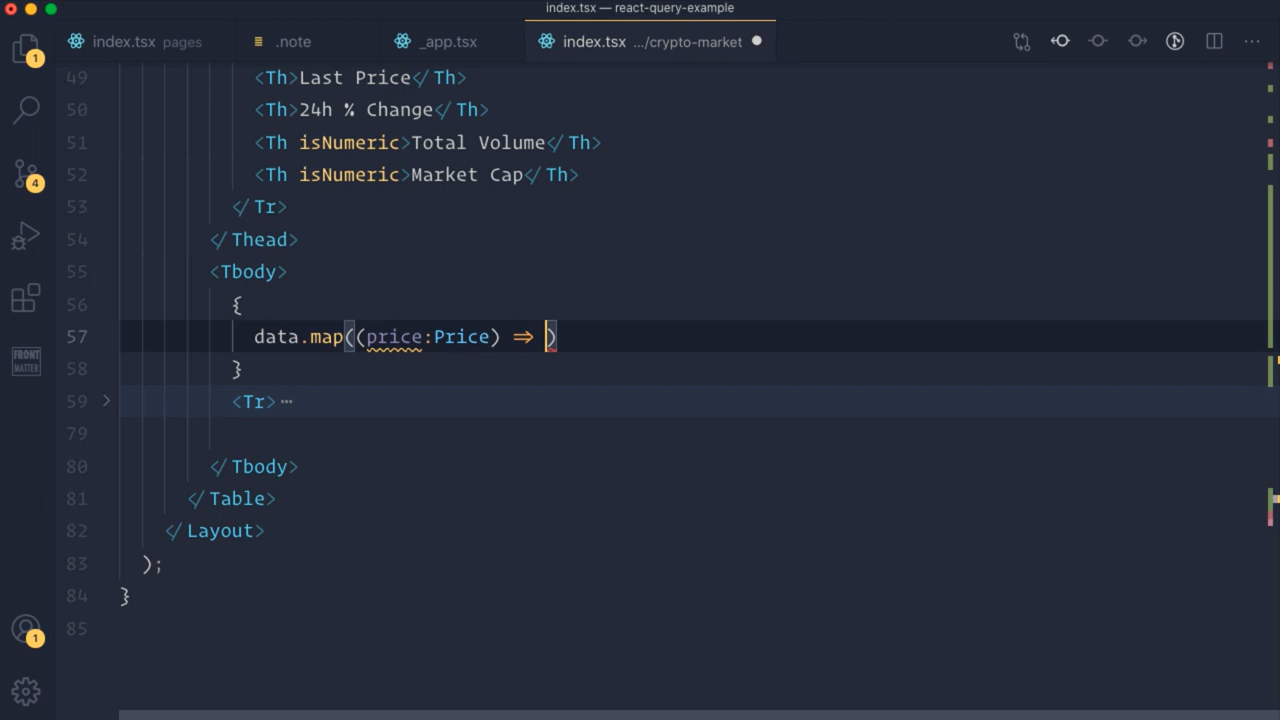 index.tsx — react-query-example
index.tsx pages .note _app.tsx index.tsx .../crypto-market
49 <Th>Last Price</Th>
50 <Th>24h % Change</Th>
51 <Th isNumeric>Total Volume</Th>
52 <Th isNumeric>Market Cap</Th>
53 </Tr>
54 </Thead>
55 <Tbody>
56 {
57 data.map((price:Price) => )
58 }
59 <Tr> ...
79
80 </Tbody>
81 </Table>
82 </Layout>
83 );
84 }
85
1
4
FRONT
MATTER
1